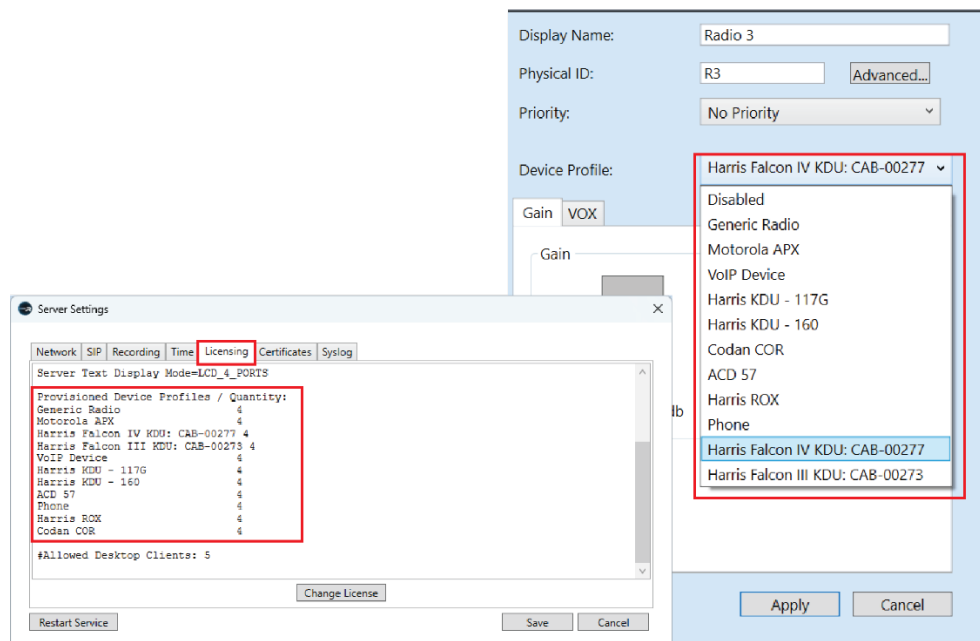 Display Name:
Radio 3
Physical ID:
R3
Advanced...
Priority:
No Priority
Device Profile:
Harris Falcon IV KDU: CAB-00277
Disabled
Generic Radio
Motorola APX
VoIP Device
Harris KDU - 117G
Harris KDU - 160
Codan COR
ACD 57
Harris ROX
Phone
Harris Falcon IV KDU: CAB-00277
Harris Falcon III KDU: CAB-00273
Gain VOX
Gain
db
Apply Cancel
Server Settings
Network SIP Recording Time Licensing Certificates Syslog
Server Text Display Mode=LCD_4_PORTS
Provisioned Device Profiles / Quantity:
Generic Radio 4
Motorola APX 4
Harris Falcon IV KDU: CAB-00277 4
Harris Falcon III KDU: CAB-00273 4
VoIP Device 4
Harris KDU - 117G 4
Harris KDU - 160 4
ACD 57 4
Phone 4
Harris ROX 4
Codan COR 4
#Allowed Desktop Clients: 5
Change License
Restart Service Save Cancel